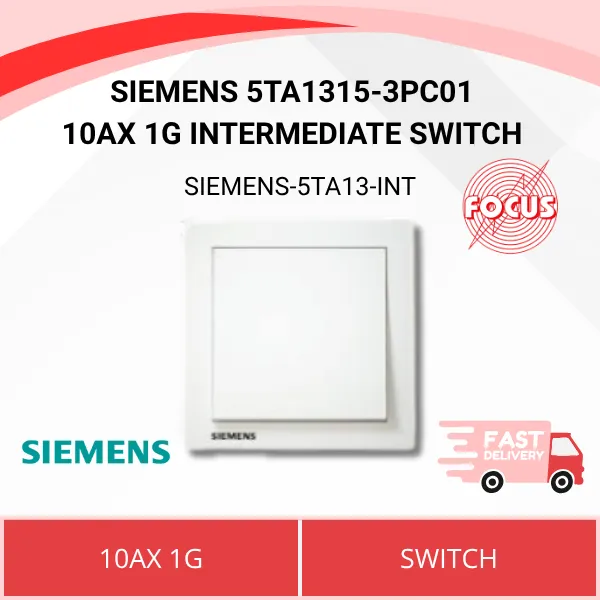 SIEMENS 5TA1315-3PC01
10AX 1G INTERMEDIATE SWITCH
SIEMENS-5TA13-INT
FOCUS
SIEMENS
SIEMENS
FAST
DELIVERY
10AX 1G
SWITCH